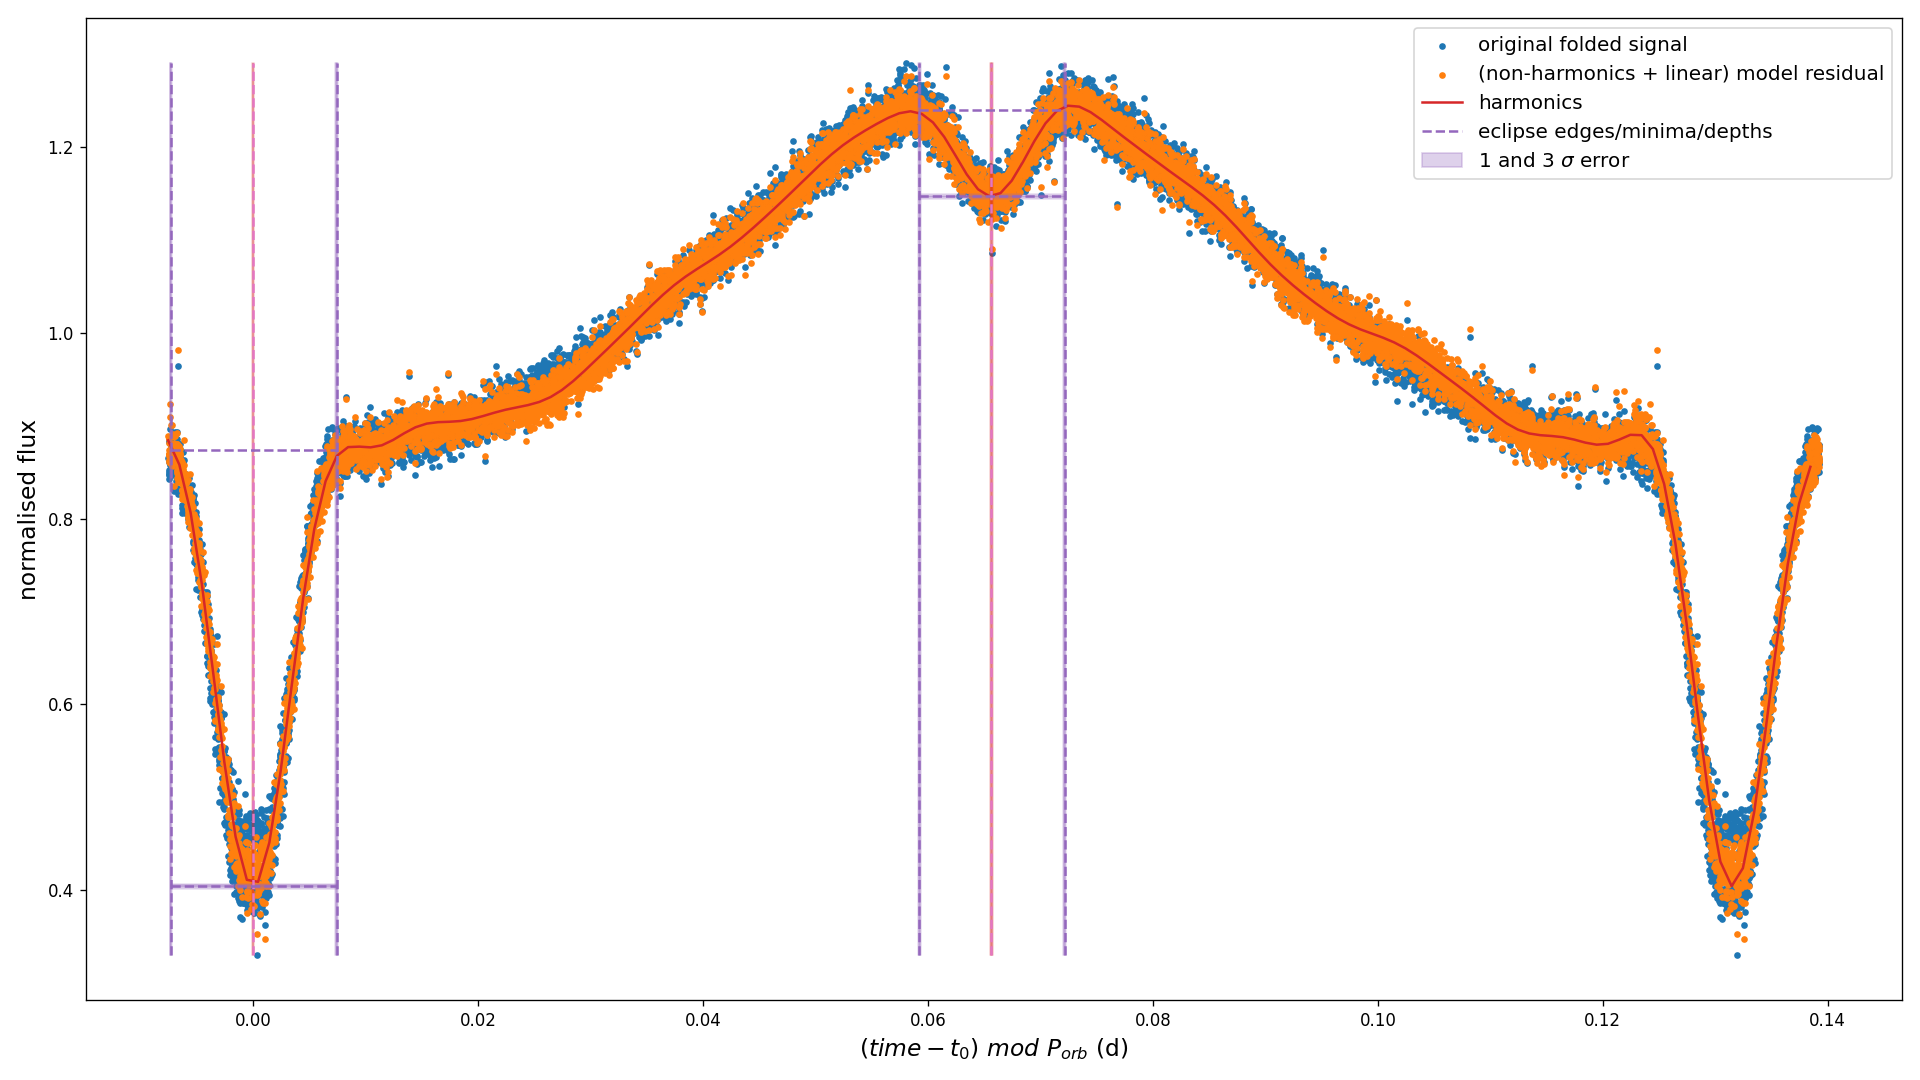 original folded signal
(non-harmonics + linear) model residual
harmonics
eclipse edges/minima/depths
1 and 3 σ error
normalised flux
1.2
1.0
0.8
0.6
0.4
0.00
0.02
0.04
0.06
0.08
0.10
0.12
0.14
(time − t₀) mod Pₒᵣb (d)